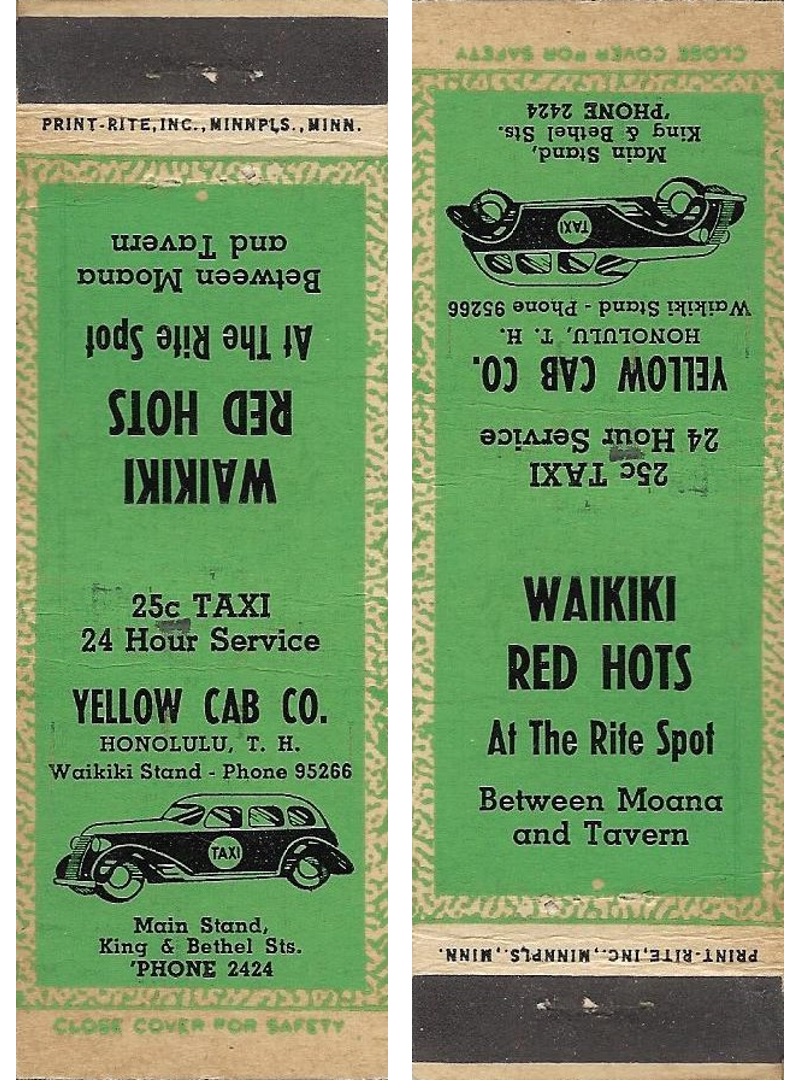 PRINT-RITE, INC., MINNPLS., MINN.
WAIKIKI
RED HOTS
At The Rite Spot
Between Moana
and Tavern
25c TAXI
24 Hour Service
YELLOW CAB CO.
HONOLULU, T. H.
Waikiki Stand - Phone 95266
TAXI
Main Stand,
King & Bethel Sts.
'PHONE 2424
CLOSE COVER FOR SAFETY
CLOSE COVER FOR SAFETY
Main Stand,
King & Bethel Sts.
'PHONE 2424
TAXI
Waikiki Stand - Phone 95266
HONOLULU, T. H.
YELLOW CAB CO.
24 Hour Service
25c TAXI
WAIKIKI
RED HOTS
At The Rite Spot
Between Moana
and Tavern
PRINT-RITE, INC., MINNPLS., MINN.